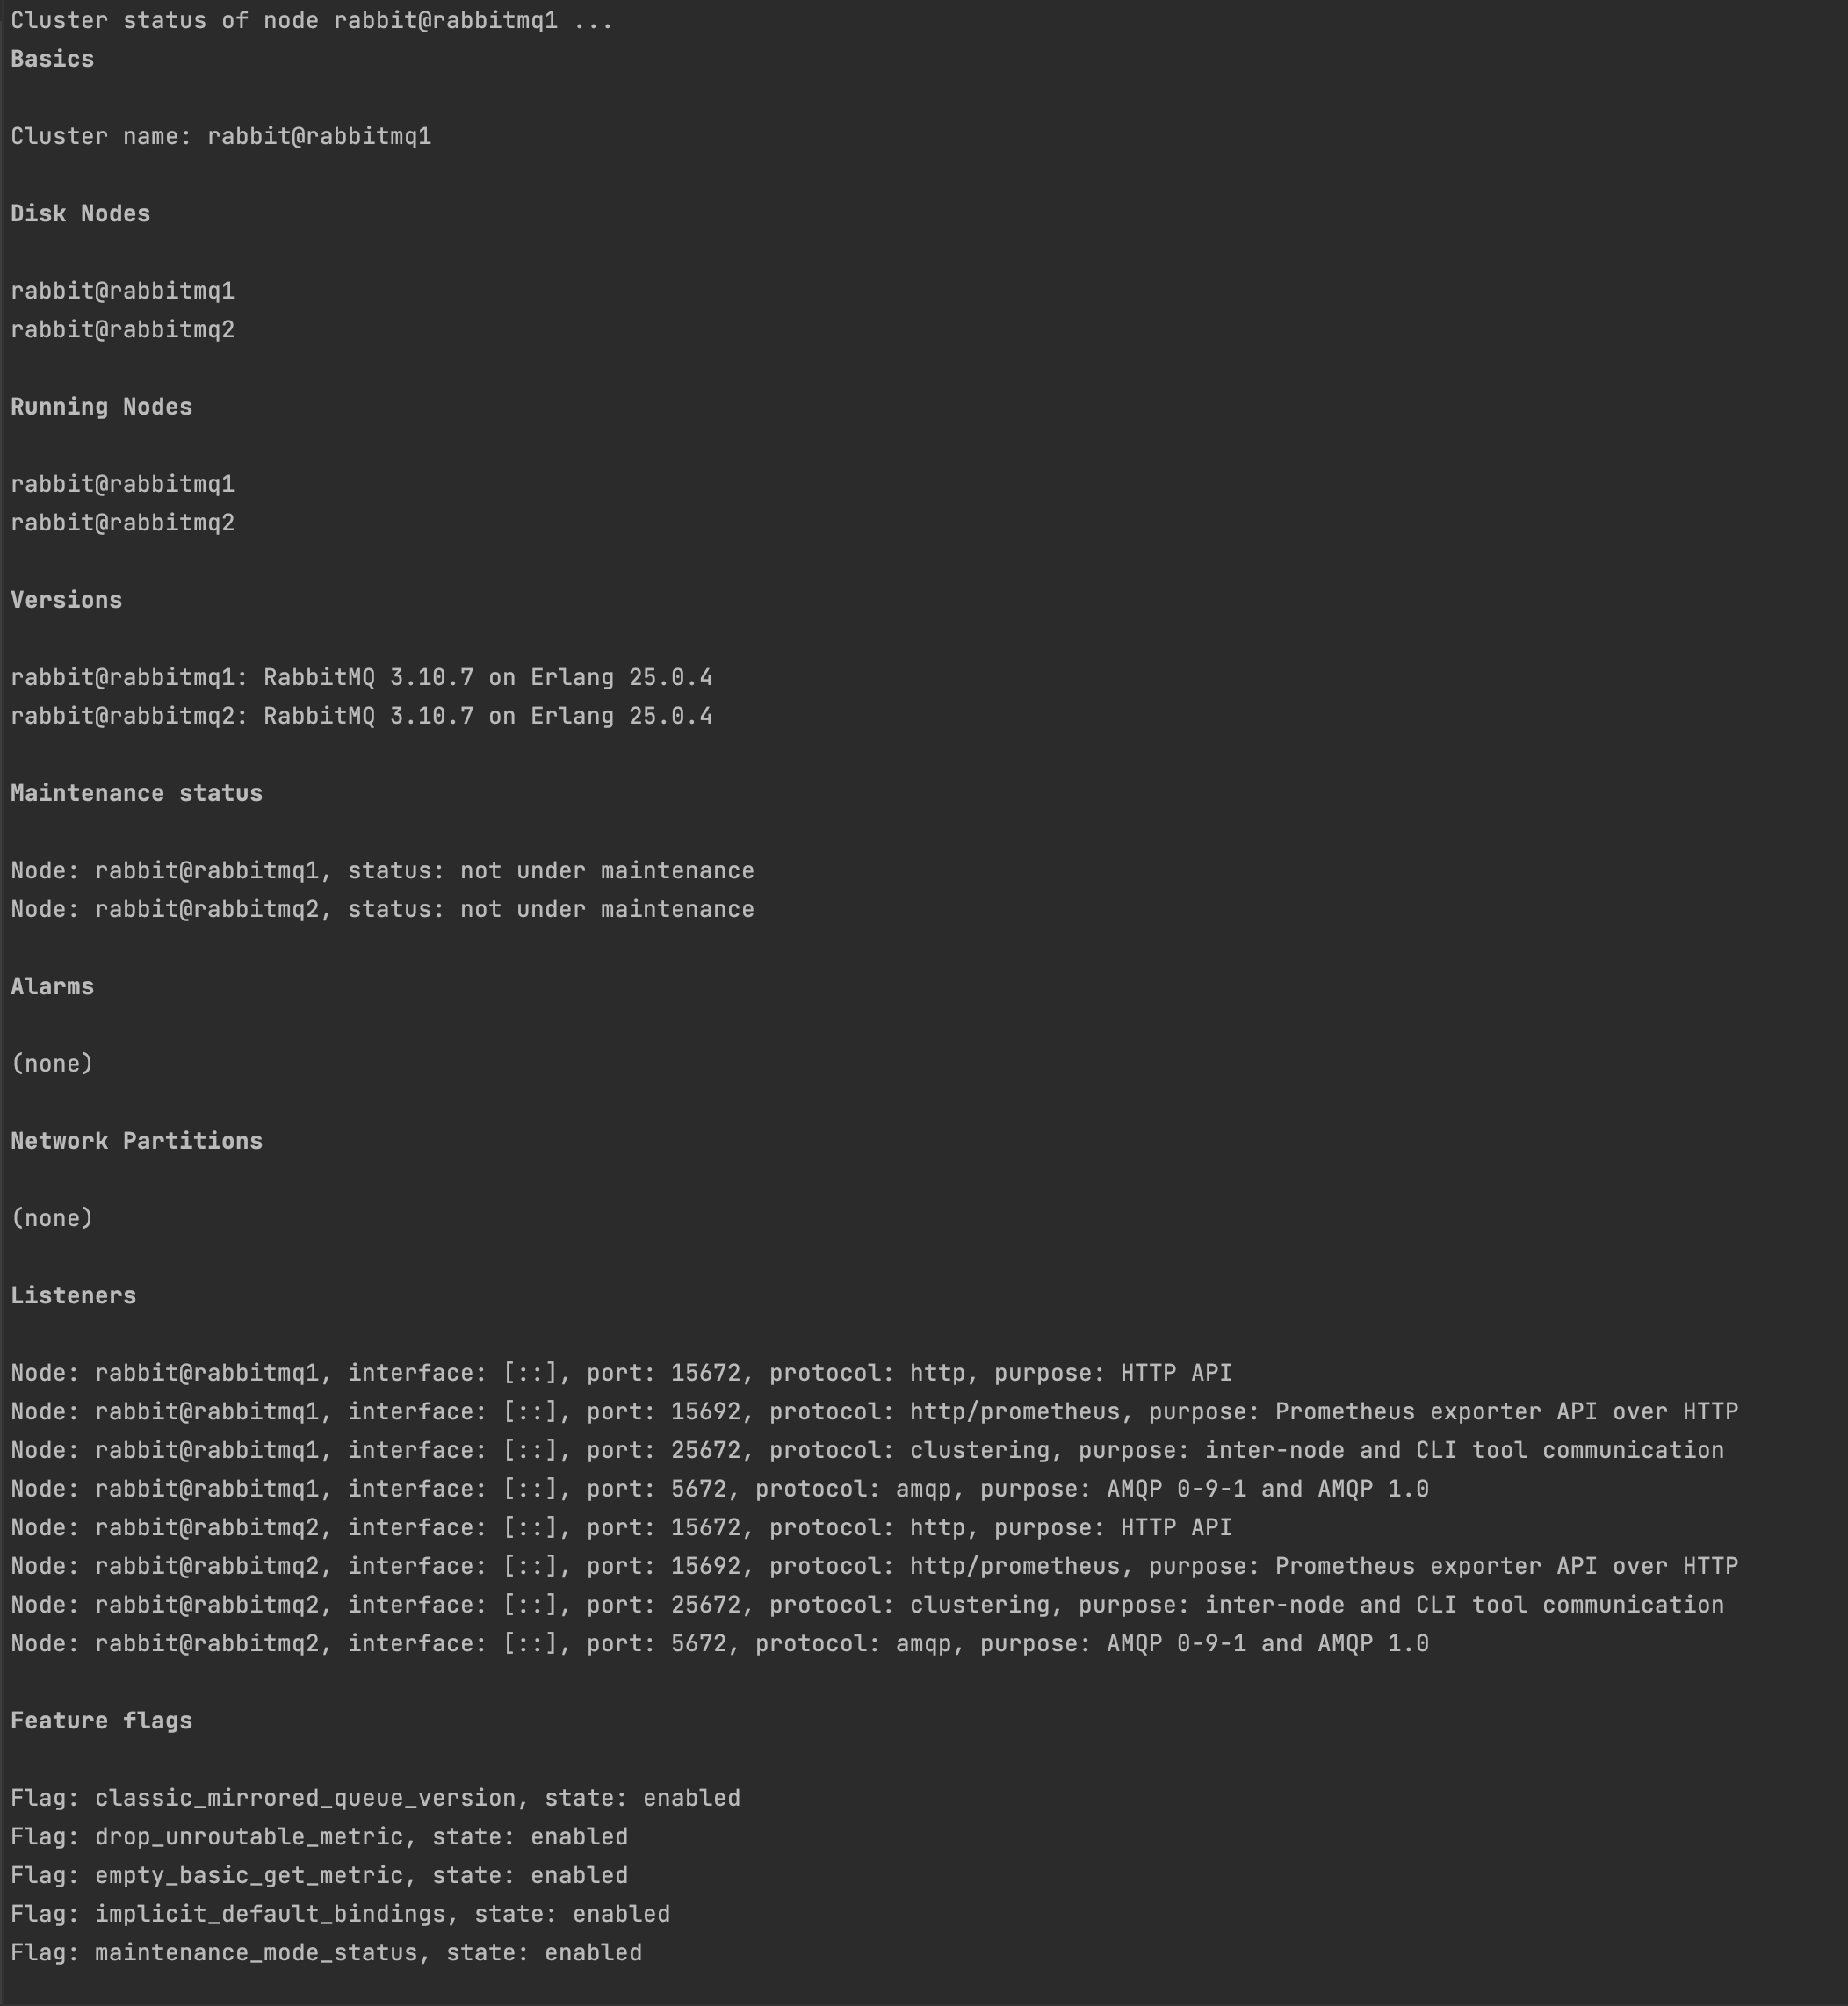 Cluster status of node rabbit@rabbitmq1 ...
Basics
Cluster name: rabbit@rabbitmq1
Disk Nodes
rabbit@rabbitmq1
rabbit@rabbitmq2
Running Nodes
rabbit@rabbitmq1
rabbit@rabbitmq2
Versions
rabbit@rabbitmq1: RabbitMQ 3.10.7 on Erlang 25.0.4
rabbit@rabbitmq2: RabbitMQ 3.10.7 on Erlang 25.0.4
Maintenance status
Node: rabbit@rabbitmq1, status: not under maintenance
Node: rabbit@rabbitmq2, status: not under maintenance
Alarms
(none)
Network Partitions
(none)
Listeners
Node: rabbit@rabbitmq1, interface: [::], port: 15672, protocol: http, purpose: HTTP API
Node: rabbit@rabbitmq1, interface: [::], port: 15692, protocol: http/prometheus, purpose: Prometheus exporter API over HTTP
Node: rabbit@rabbitmq1, interface: [::], port: 25672, protocol: clustering, purpose: inter-node and CLI tool communication
Node: rabbit@rabbitmq1, interface: [::], port: 5672, protocol: amqp, purpose: AMQP 0-9-1 and AMQP 1.0
Node: rabbit@rabbitmq2, interface: [::], port: 15672, protocol: http, purpose: HTTP API
Node: rabbit@rabbitmq2, interface: [::], port: 15692, protocol: http/prometheus, purpose: Prometheus exporter API over HTTP
Node: rabbit@rabbitmq2, interface: [::], port: 25672, protocol: clustering, purpose: inter-node and CLI tool communication
Node: rabbit@rabbitmq2, interface: [::], port: 5672, protocol: amqp, purpose: AMQP 0-9-1 and AMQP 1.0
Feature flags
Flag: classic_mirrored_queue_version, state: enabled
Flag: drop_unroutable_metric, state: enabled
Flag: empty_basic_get_metric, state: enabled
Flag: implicit_default_bindings, state: enabled
Flag: maintenance_mode_status, state: enabled